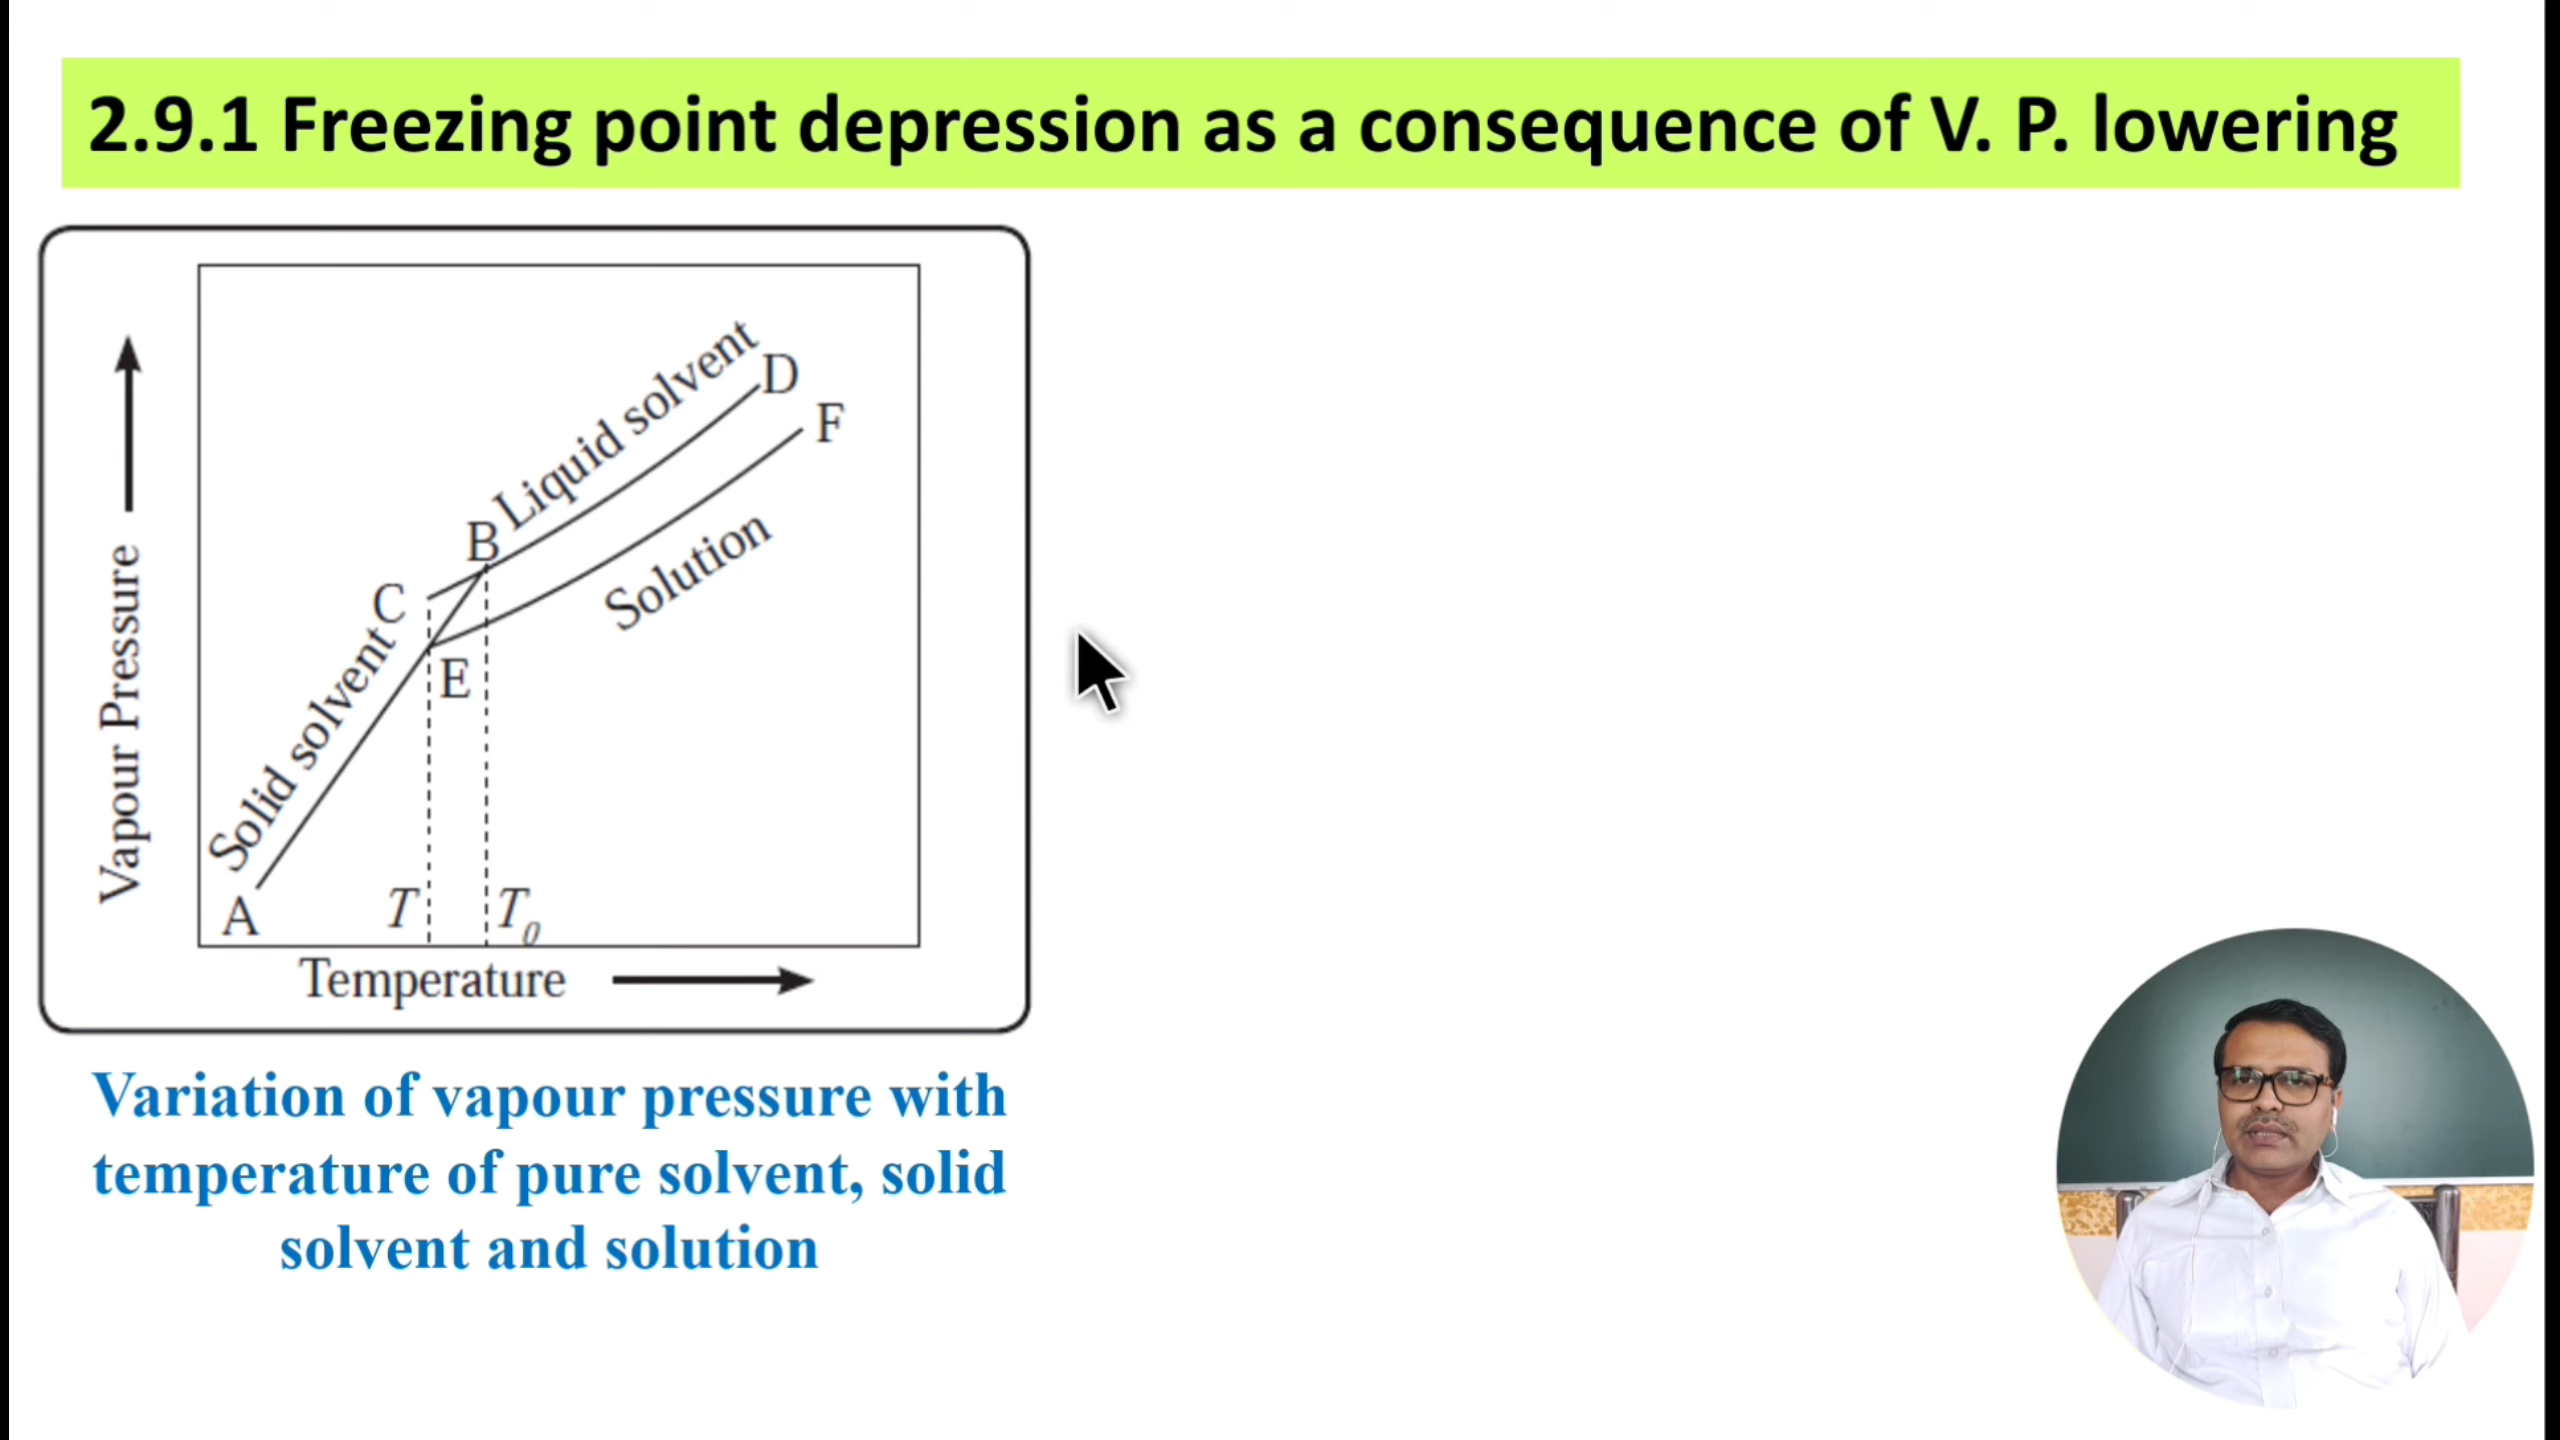 2.9.1 Freezing point depression as a consequence of V. P. lowering
Vapour Pressure
Solid solvent
Liquid solvent
Solution
D
F
B
C
E
A
T
T₀
Temperature
Variation of vapour pressure with
temperature of pure solvent, solid
solvent and solution